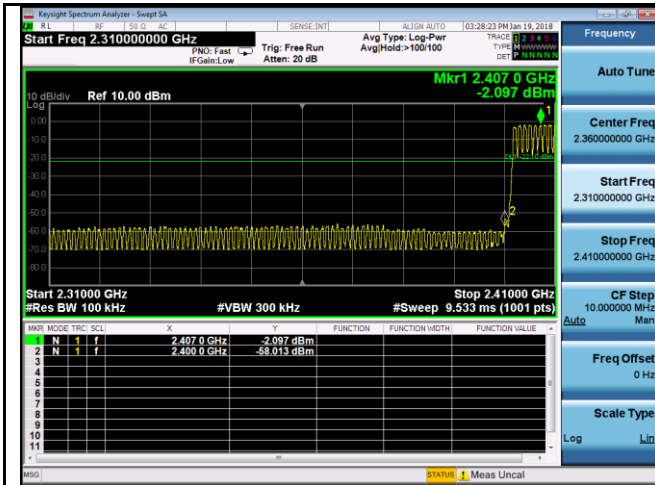 Keysight Spectrum Analyzer - Swept SA
RL RF 50 Ω AC SENSE:INT ALIGN AUTO 03:28:23 PM Jan 19, 2018
Start Freq 2.310000000 GHz
PNO: Fast
IFGain:Low
Trig: Free Run
Atten: 20 dB
Avg Type: Log-Pwr
Avg|Hold:>100/100
TRACE 1 2 3 4 5 6
TYPE M W W W W W
DET P N N N N N
Frequency
Mkr1 2.407 0 GHz
-2.097 dBm
10 dB/div Ref 10.00 dBm
Log
1
0.00
-10.0
-20.0
-30.0
-40.0
-50.0
-60.0
-70.0
-80.0
2
Start 2.31000 GHz Stop 2.41000 GHz
#Res BW 100 kHz #VBW 300 kHz #Sweep 9.533 ms (1001 pts)
MKR MODE TRC SCL X Y FUNCTION FUNCTION WIDTH FUNCTION VALUE
1 N 1 f 2.407 0 GHz -2.097 dBm
2 N 1 f 2.400 0 GHz -58.013 dBm
3
4
5
6
7
8
9
10
11
Auto Tune
Center Freq
2.360000000 GHz
Start Freq
2.310000000 GHz
Stop Freq
2.410000000 GHz
CF Step
10.000000 MHz
Auto Man
Freq Offset
0 Hz
Scale Type
Log Lin
MSG STATUS Meas Uncal